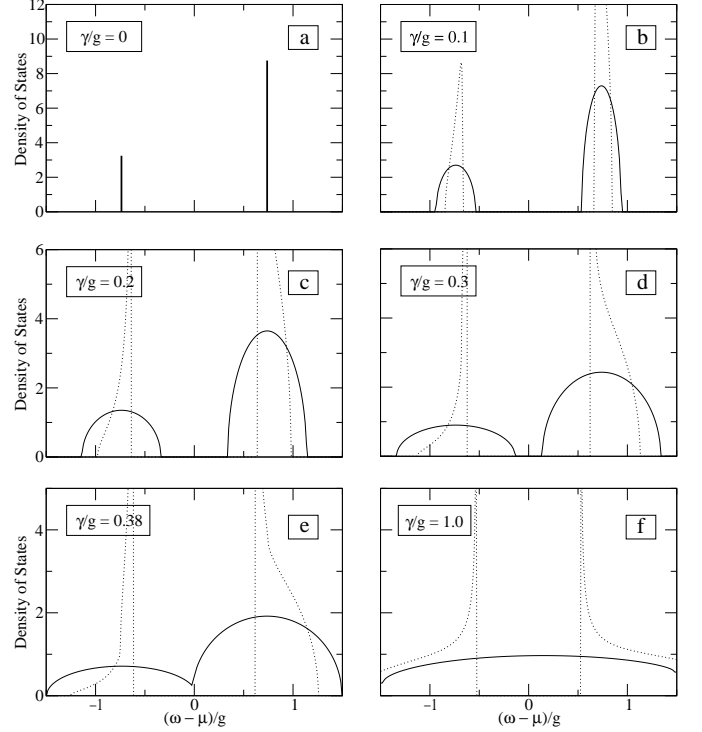 12
10
8
6
4
2
0
Density of States
γ/g = 0
a
γ/g = 0.1
b
6
4
2
0
Density of States
γ/g = 0.2
c
γ/g = 0.3
d
4
2
0
Density of States
γ/g = 0.38
e
γ/g = 1.0
f
−1 0 1
(ω − μ)/g
−1 0 1
(ω − μ)/g